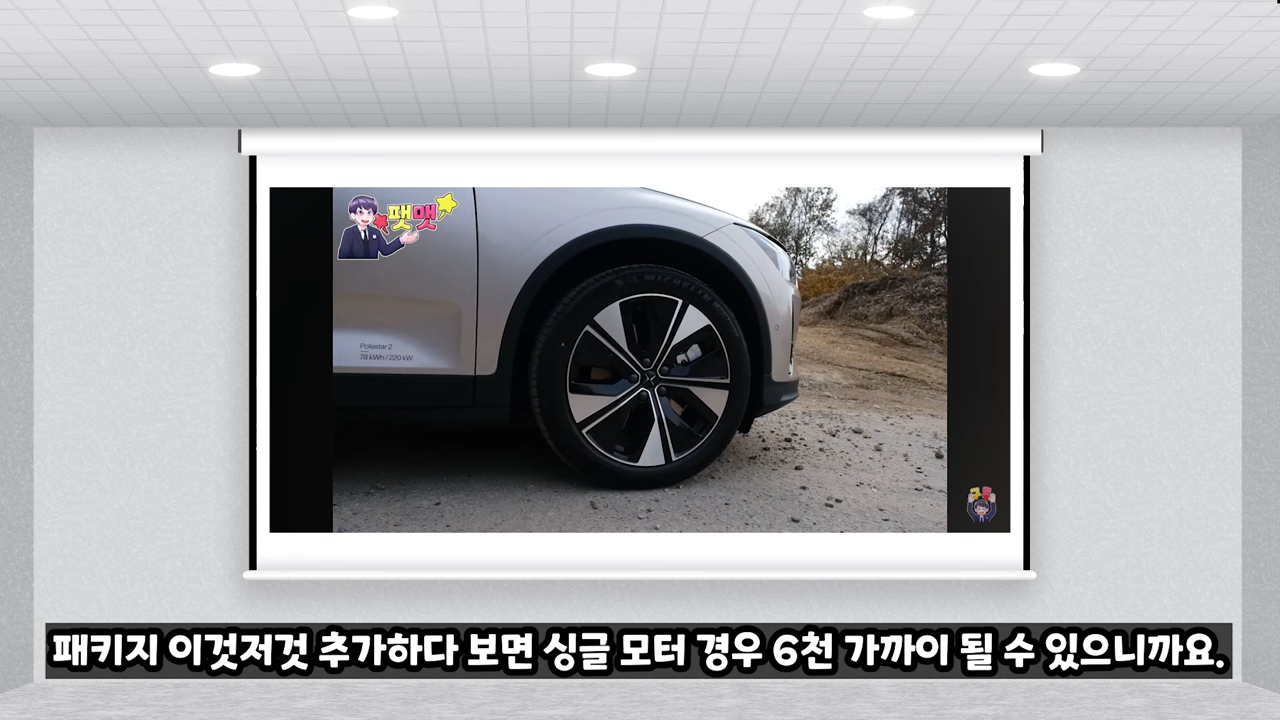 팻맷
MICHELIN
Polestar 2
78 kWh / 220 kW
패키지 이것저것 추가하다 보면 싱글 모터 경우 6천 가까이 될 수 있으니까요.